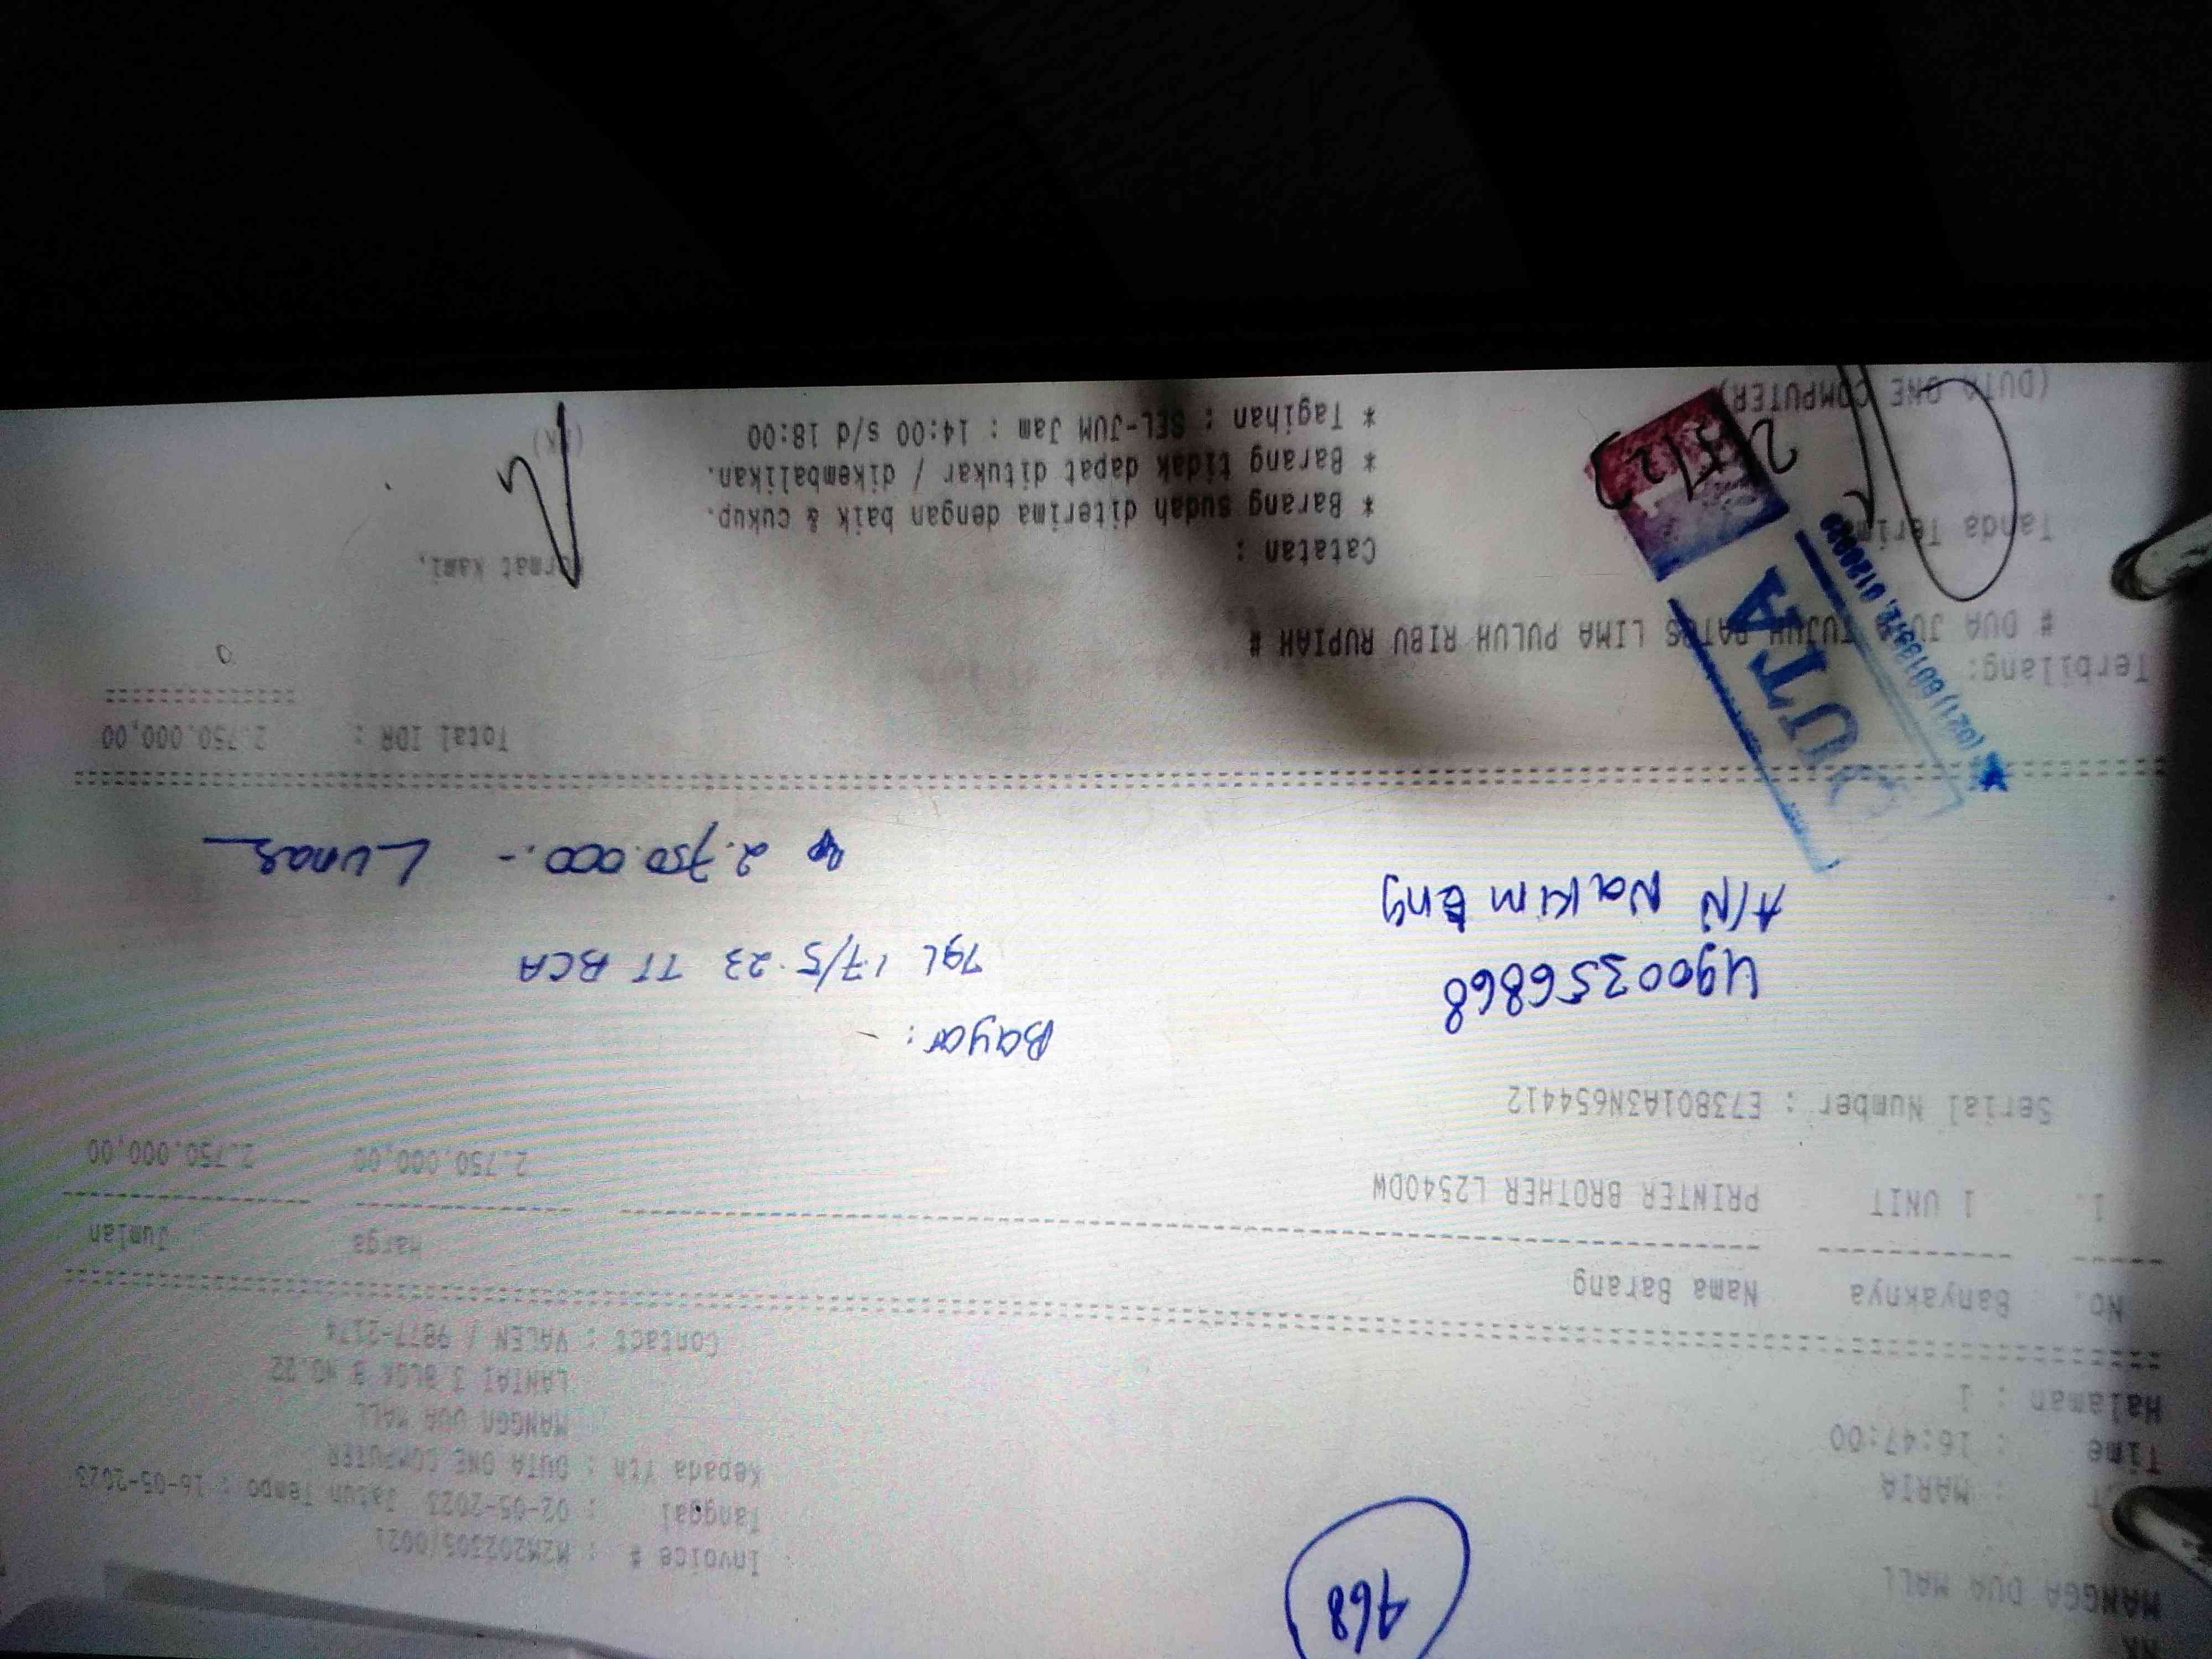 MANGGA DUA MALL
: MARIA
Time : 16:47:00
Halaman : 1
468
Invoice # : M2M202305/0021
Tanggal : 02-05-2023 Jatuh Tempo : 16-05-2023
Kepada Yth : DUTA ONE COMPUTER
MANGGA DUA MALL
LANTAI 3 BLOK B NO.22
Contact : VALEN / 9877-2174
No. Banyaknya Nama Barang Harga Jumlah
1. 1 UNIT PRINTER BROTHER L2540DW 2.750.000,00 2.750.000,00
Serial Number : E73801A3N654412
4900356868
A/N Na Kim Eng
Bayar :
TGL 17/5.23 TT BCA
Rp 2.750.000.- Lunas
Total IDR : 2.750.000,00
Terbilang:
# DUA JUTA TUJUH RATUS LIMA PULUH RIBU RUPIAH #
Tanda Terima
(DUTA ONE COMPUTER)
Catatan :
* Barang sudah diterima dengan baik & cukup.
* Barang tidak dapat ditukar / dikembalikan.
* Tagihan : SEL-JUM Jam : 14:00 s/d 18:00
Hormat Kami,